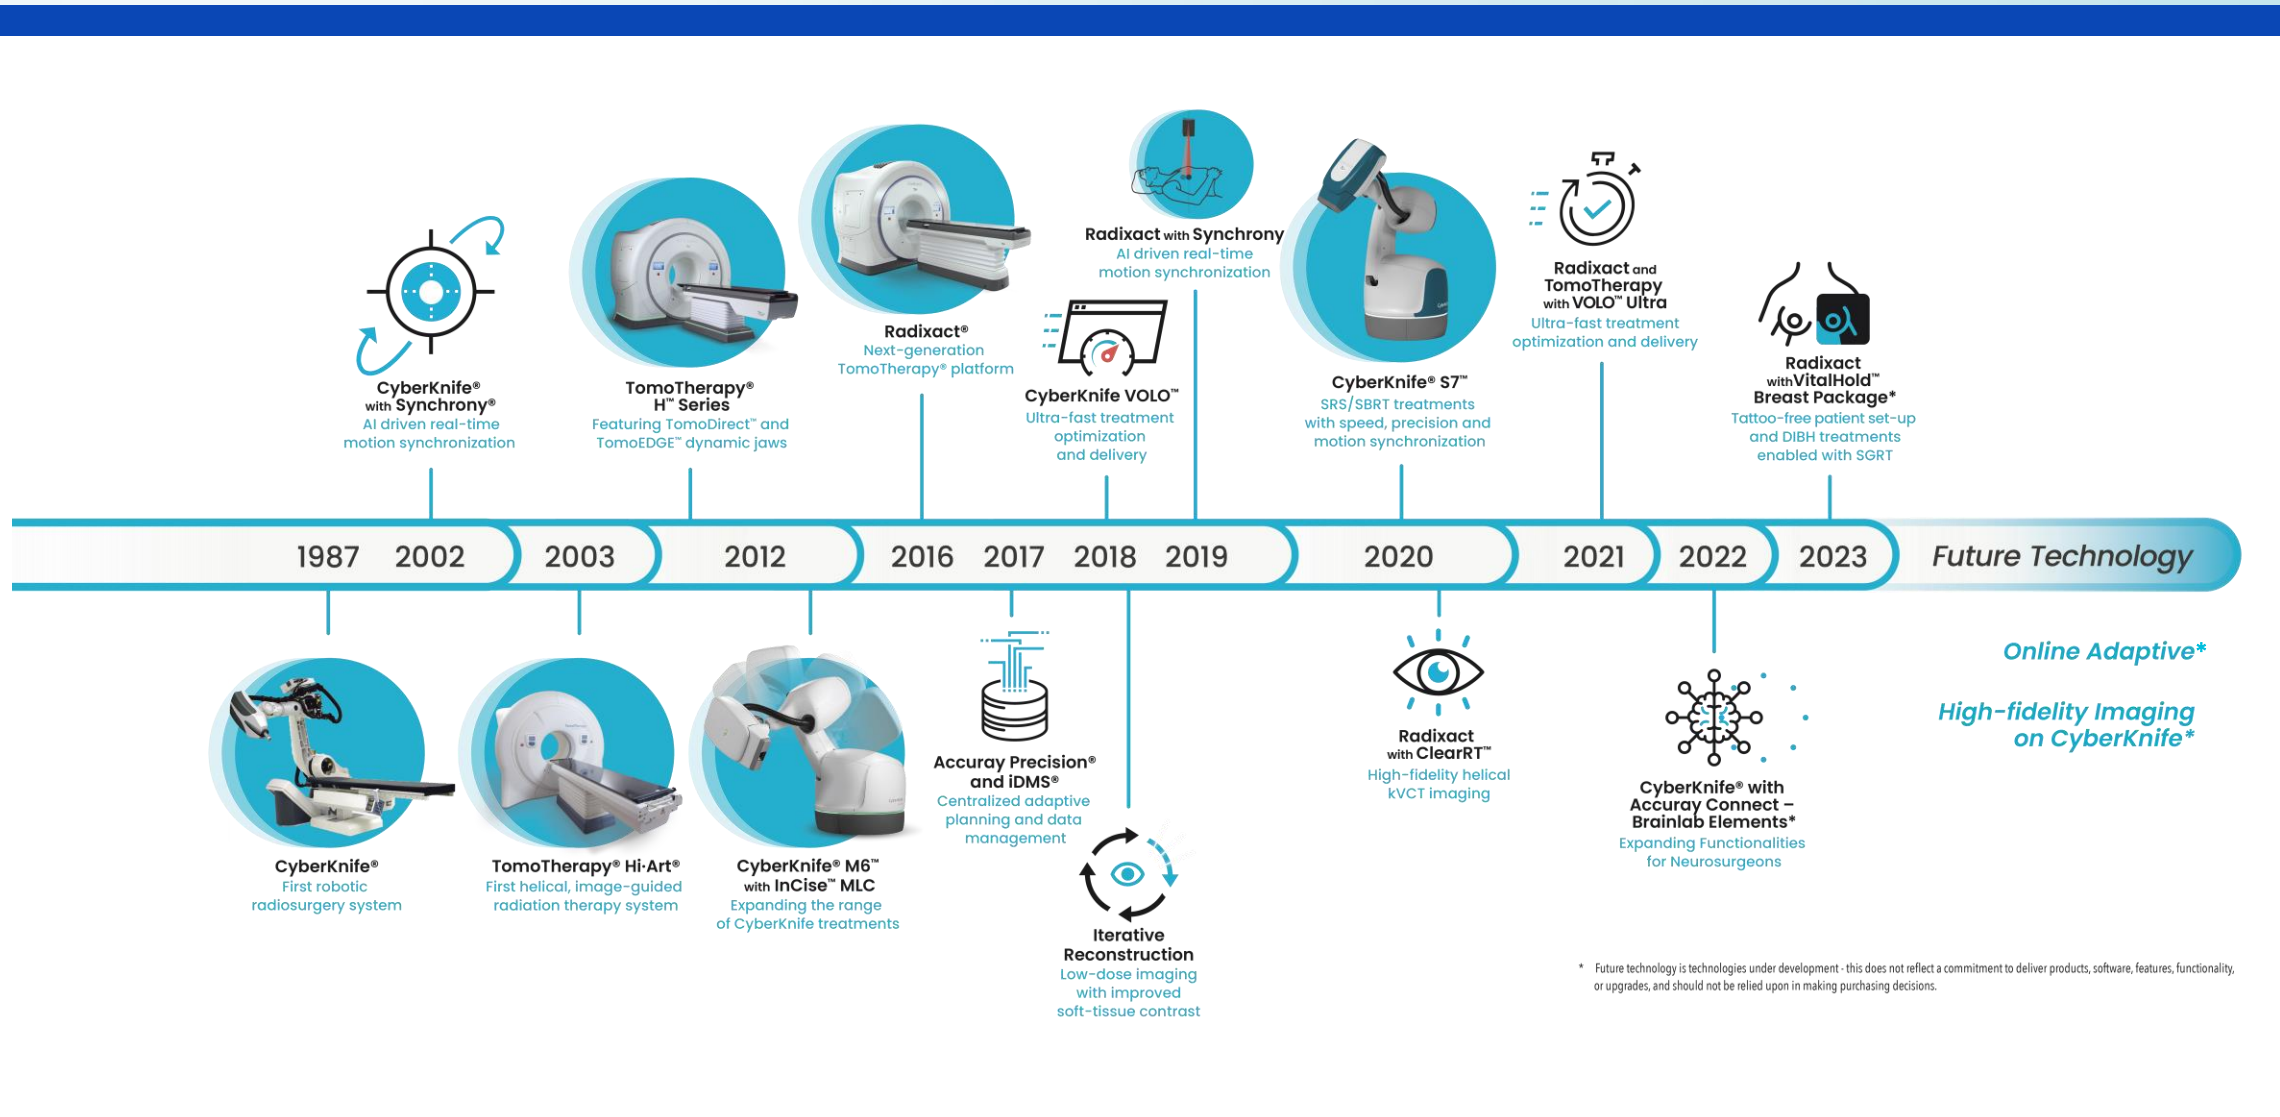 CyberKnife®
with Synchrony®
AI driven real-time
motion synchronization
TomoTherapy®
H™ Series
Featuring TomoDirect™ and
TomoEDGE™ dynamic jaws
Radixact®
Next-generation
TomoTherapy® platform
CyberKnife VOLO™
Ultra-fast treatment
optimization
and delivery
Radixact with Synchrony
AI driven real-time
motion synchronization
CyberKnife® S7™
SRS/SBRT treatments
with speed, precision and
motion synchronization
Radixact and
TomoTherapy
with VOLO™ Ultra
Ultra-fast treatment
optimization and delivery
Radixact
withVitalHold™
Breast Package*
Tattoo-free patient set-up
and DIBH treatments
enabled with SGRT
1987 2002 2003 2012 2016 2017 2018 2019 2020 2021 2022 2023 Future Technology
CyberKnife®
First robotic
radiosurgery system
TomoTherapy® Hi·Art®
First helical, image-guided
radiation therapy system
CyberKnife® M6™
with InCise™ MLC
Expanding the range
of CyberKnife treatments
Accuray Precision®
and iDMS®
Centralized adaptive
planning and data
management
Iterative
Reconstruction
Low-dose imaging
with improved
soft-tissue contrast
Radixact
with ClearRT™
High-fidelity helical
kVCT imaging
CyberKnife® with
Accuray Connect –
Brainlab Elements*
Expanding Functionalities
for Neurosurgeons
Online Adaptive*
High-fidelity Imaging
on CyberKnife*
* Future technology is technologies under development - this does not reflect a commitment to deliver products, software, features, functionality,
or upgrades, and should not be relied upon in making purchasing decisions.